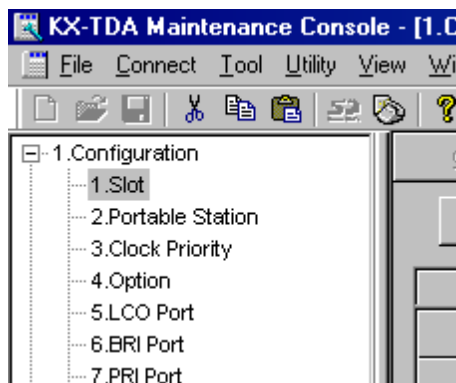 KX-TDA Maintenance Console - [1.C
File Connect Tool Utility View Wi
1.Configuration
1.Slot
2.Portable Station
3.Clock Priority
4.Option
5.LCO Port
6.BRI Port
7.PRI Port